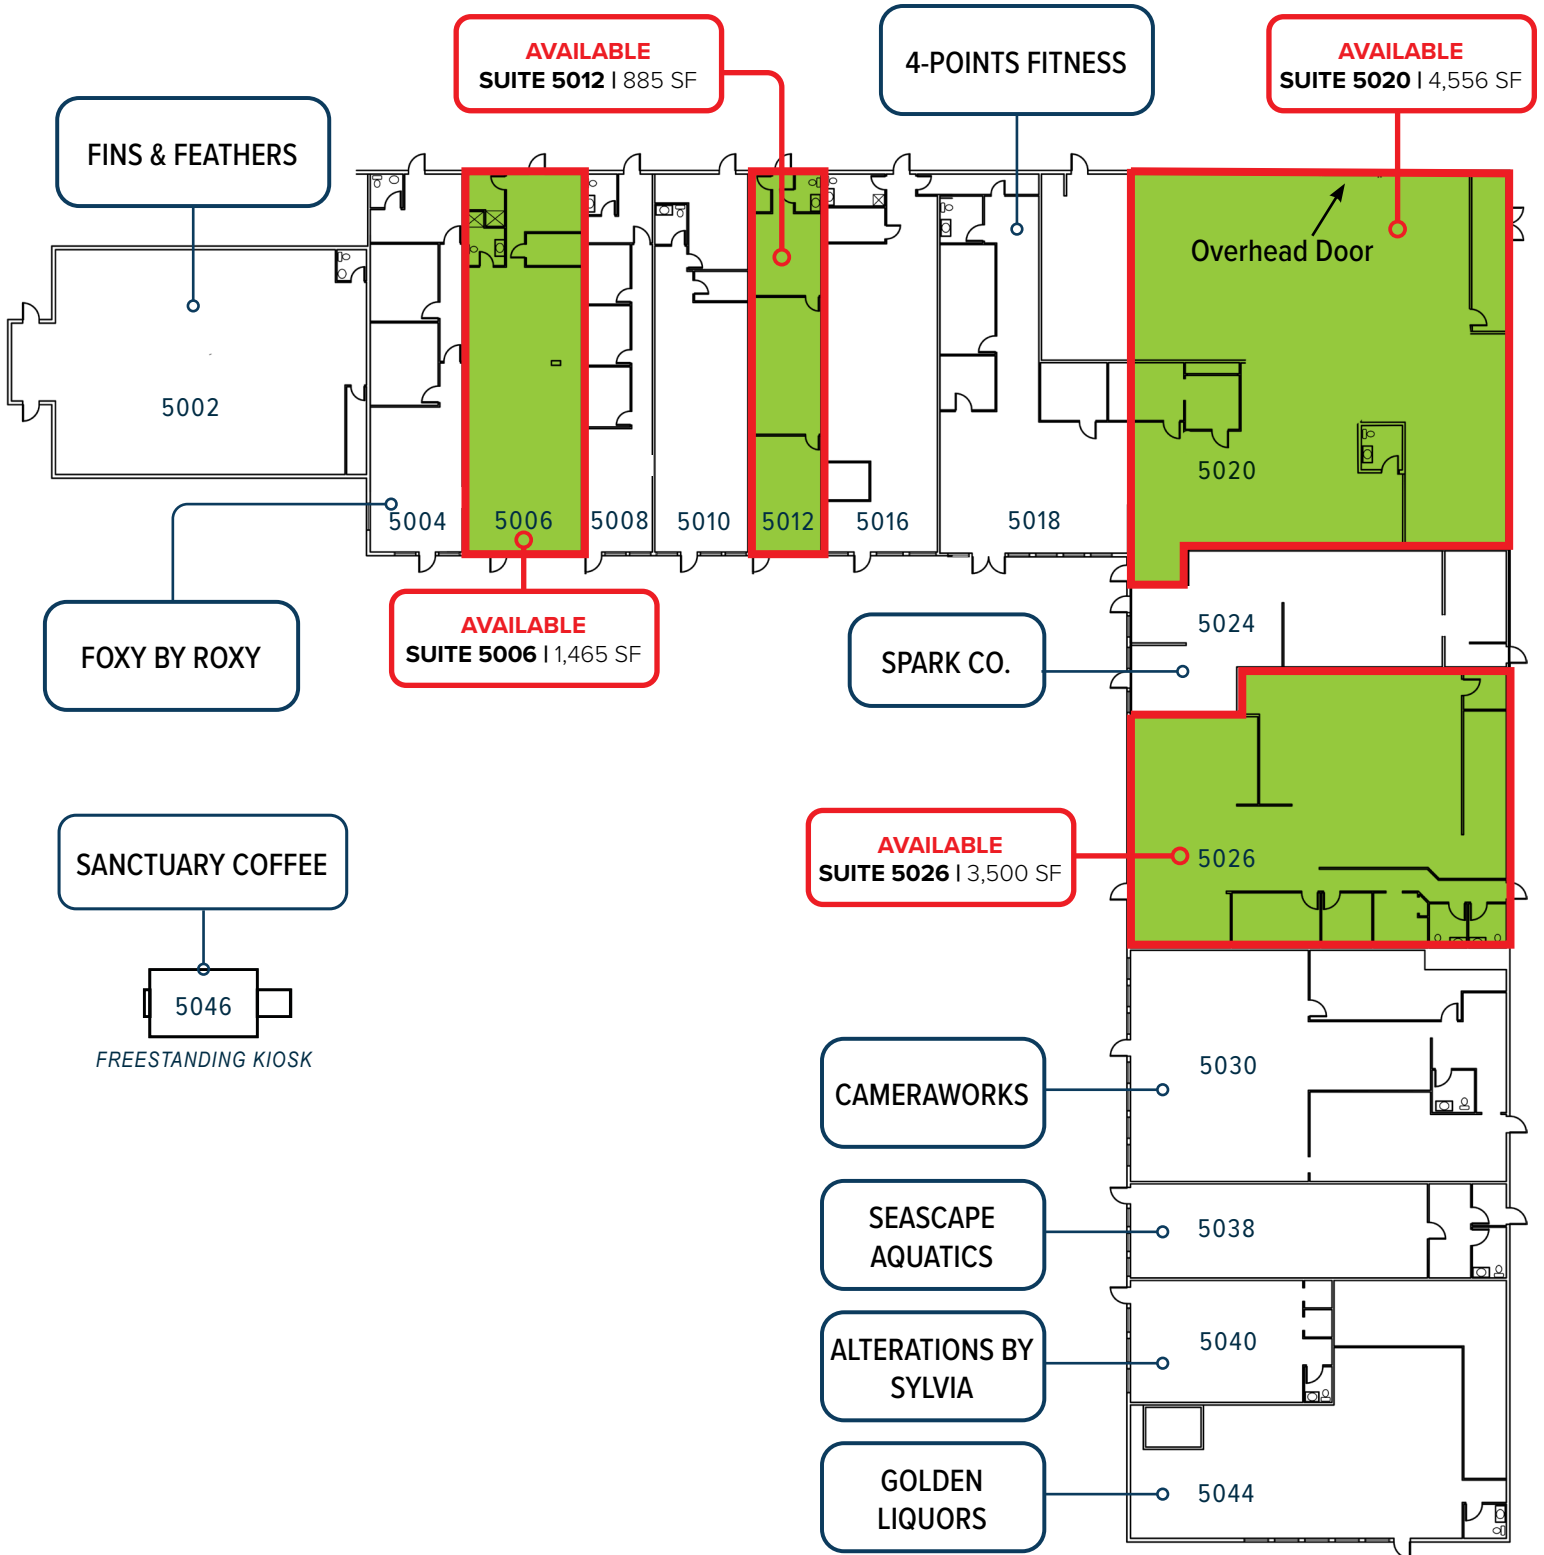 AVAILABLE
SUITE 5012 | 885 SF
4-POINTS FITNESS
AVAILABLE
SUITE 5020 | 4,556 SF
FINS & FEATHERS
Overhead Door
5002
5004
5006
5008
5010
5012
5016
5018
5020
FOXY BY ROXY
AVAILABLE
SUITE 5006 | 1,465 SF
SPARK CO.
5024
SANCTUARY COFFEE
5046
FREESTANDING KIOSK
AVAILABLE
SUITE 5026 | 3,500 SF
5026
CAMERAWORKS
5030
SEASCAPE
AQUATICS
5038
ALTERATIONS BY
SYLVIA
5040
GOLDEN
LIQUORS
5044